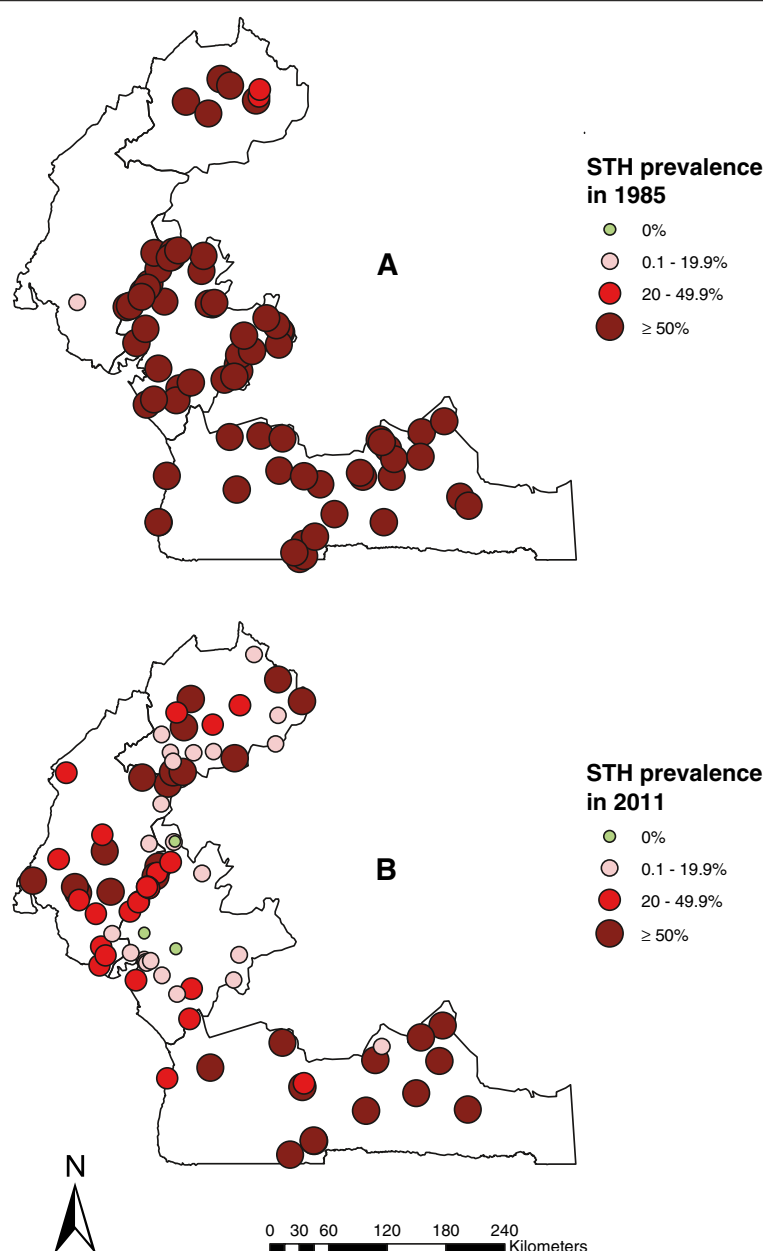 STH prevalence
in 1985
0%
0.1 - 19.9%
20 - 49.9%
≥ 50%
A
STH prevalence
in 2011
0%
0.1 - 19.9%
20 - 49.9%
≥ 50%
B
N
0 30 60 120 180 240
Kilometers